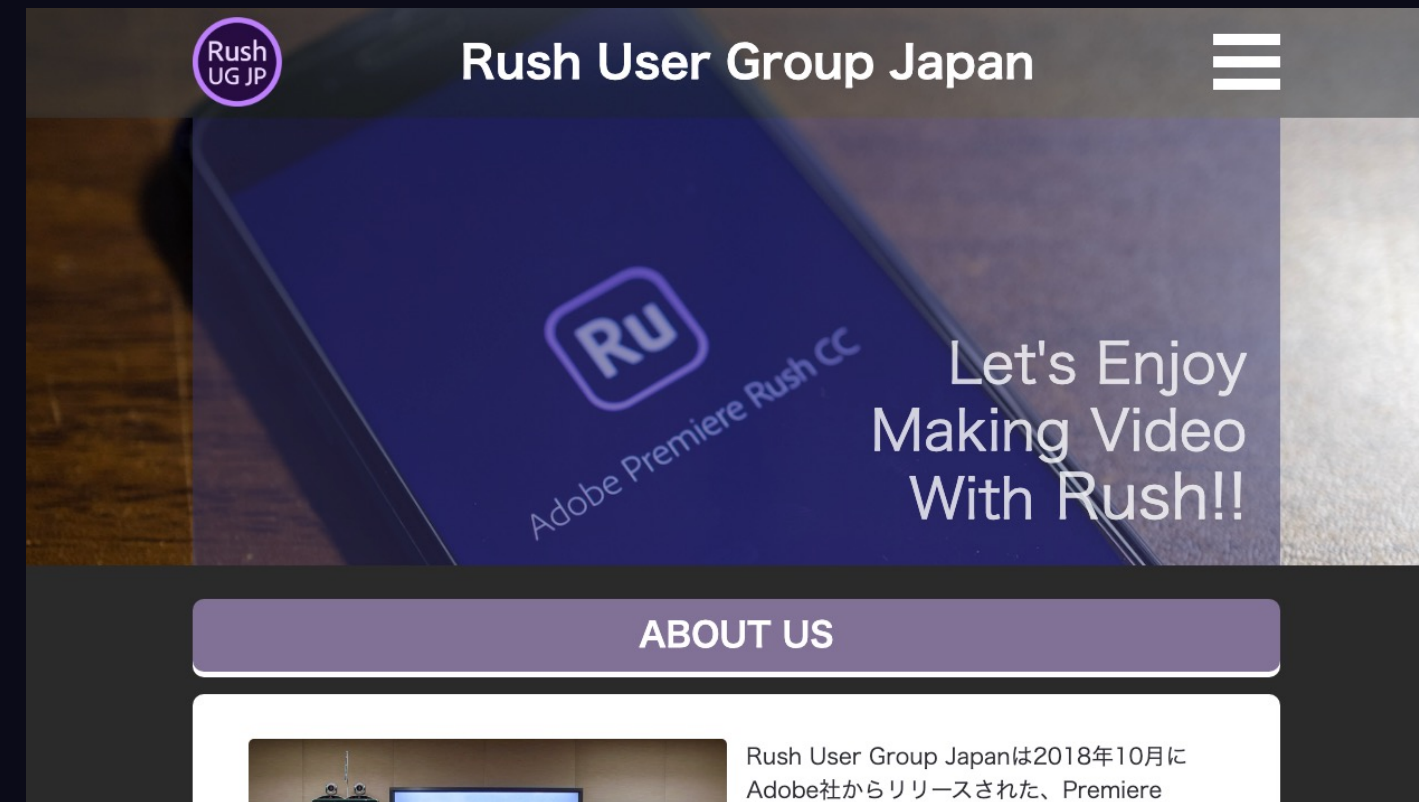 Rush
UG JP
Rush User Group Japan
Ru
Adobe Premiere Rush CC
Let's Enjoy
Making Video
With Rush!!
ABOUT US
Rush User Group Japanは2018年10月に
Adobe社からリリースされた、Premiere